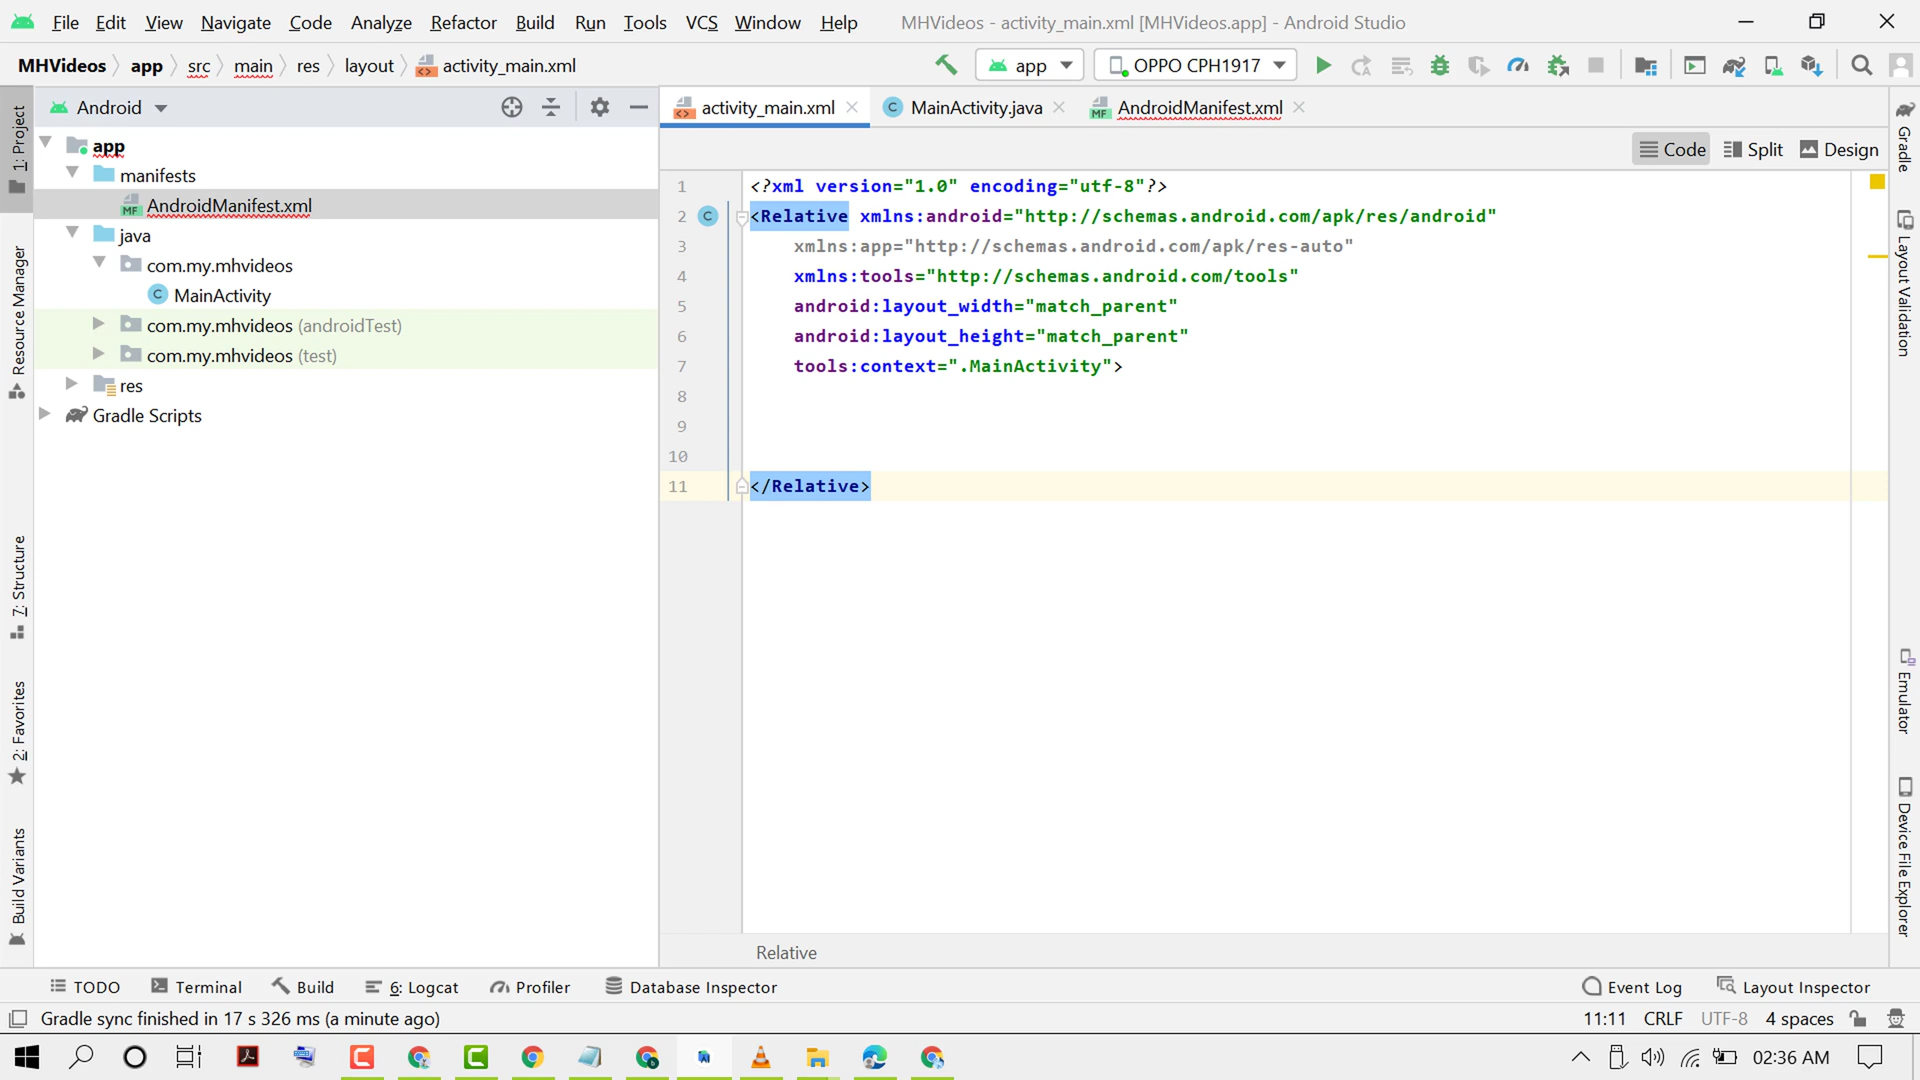 File Edit View Navigate Code Analyze Refactor Build Run Tools VCS Window Help MHVideos - activity_main.xml [MHVideos.app] - Android Studio
MHVideos app src main res layout activity_main.xml app OPPO CPH1917
Android
activity_main.xml MainActivity.java AndroidManifest.xml
Code Split Design
1: Project
Resource Manager
7: Structure
2: Favorites
Build Variants
app
manifests
AndroidManifest.xml
java
com.my.mhvideos
MainActivity
com.my.mhvideos (androidTest)
com.my.mhvideos (test)
res
Gradle Scripts
1 <?xml version="1.0" encoding="utf-8"?>
2 <Relative xmlns:android="http://schemas.android.com/apk/res/android"
3 xmlns:app="http://schemas.android.com/apk/res-auto"
4 xmlns:tools="http://schemas.android.com/tools"
5 android:layout_width="match_parent"
6 android:layout_height="match_parent"
7 tools:context=".MainActivity">
8
9
10
11 </Relative>
Relative
Gradle
Layout Validation
Emulator
Device File Explorer
TODO Terminal Build 6: Logcat Profiler Database Inspector Event Log Layout Inspector
Gradle sync finished in 17 s 326 ms (a minute ago) 11:11 CRLF UTF-8 4 spaces
02:36 AM